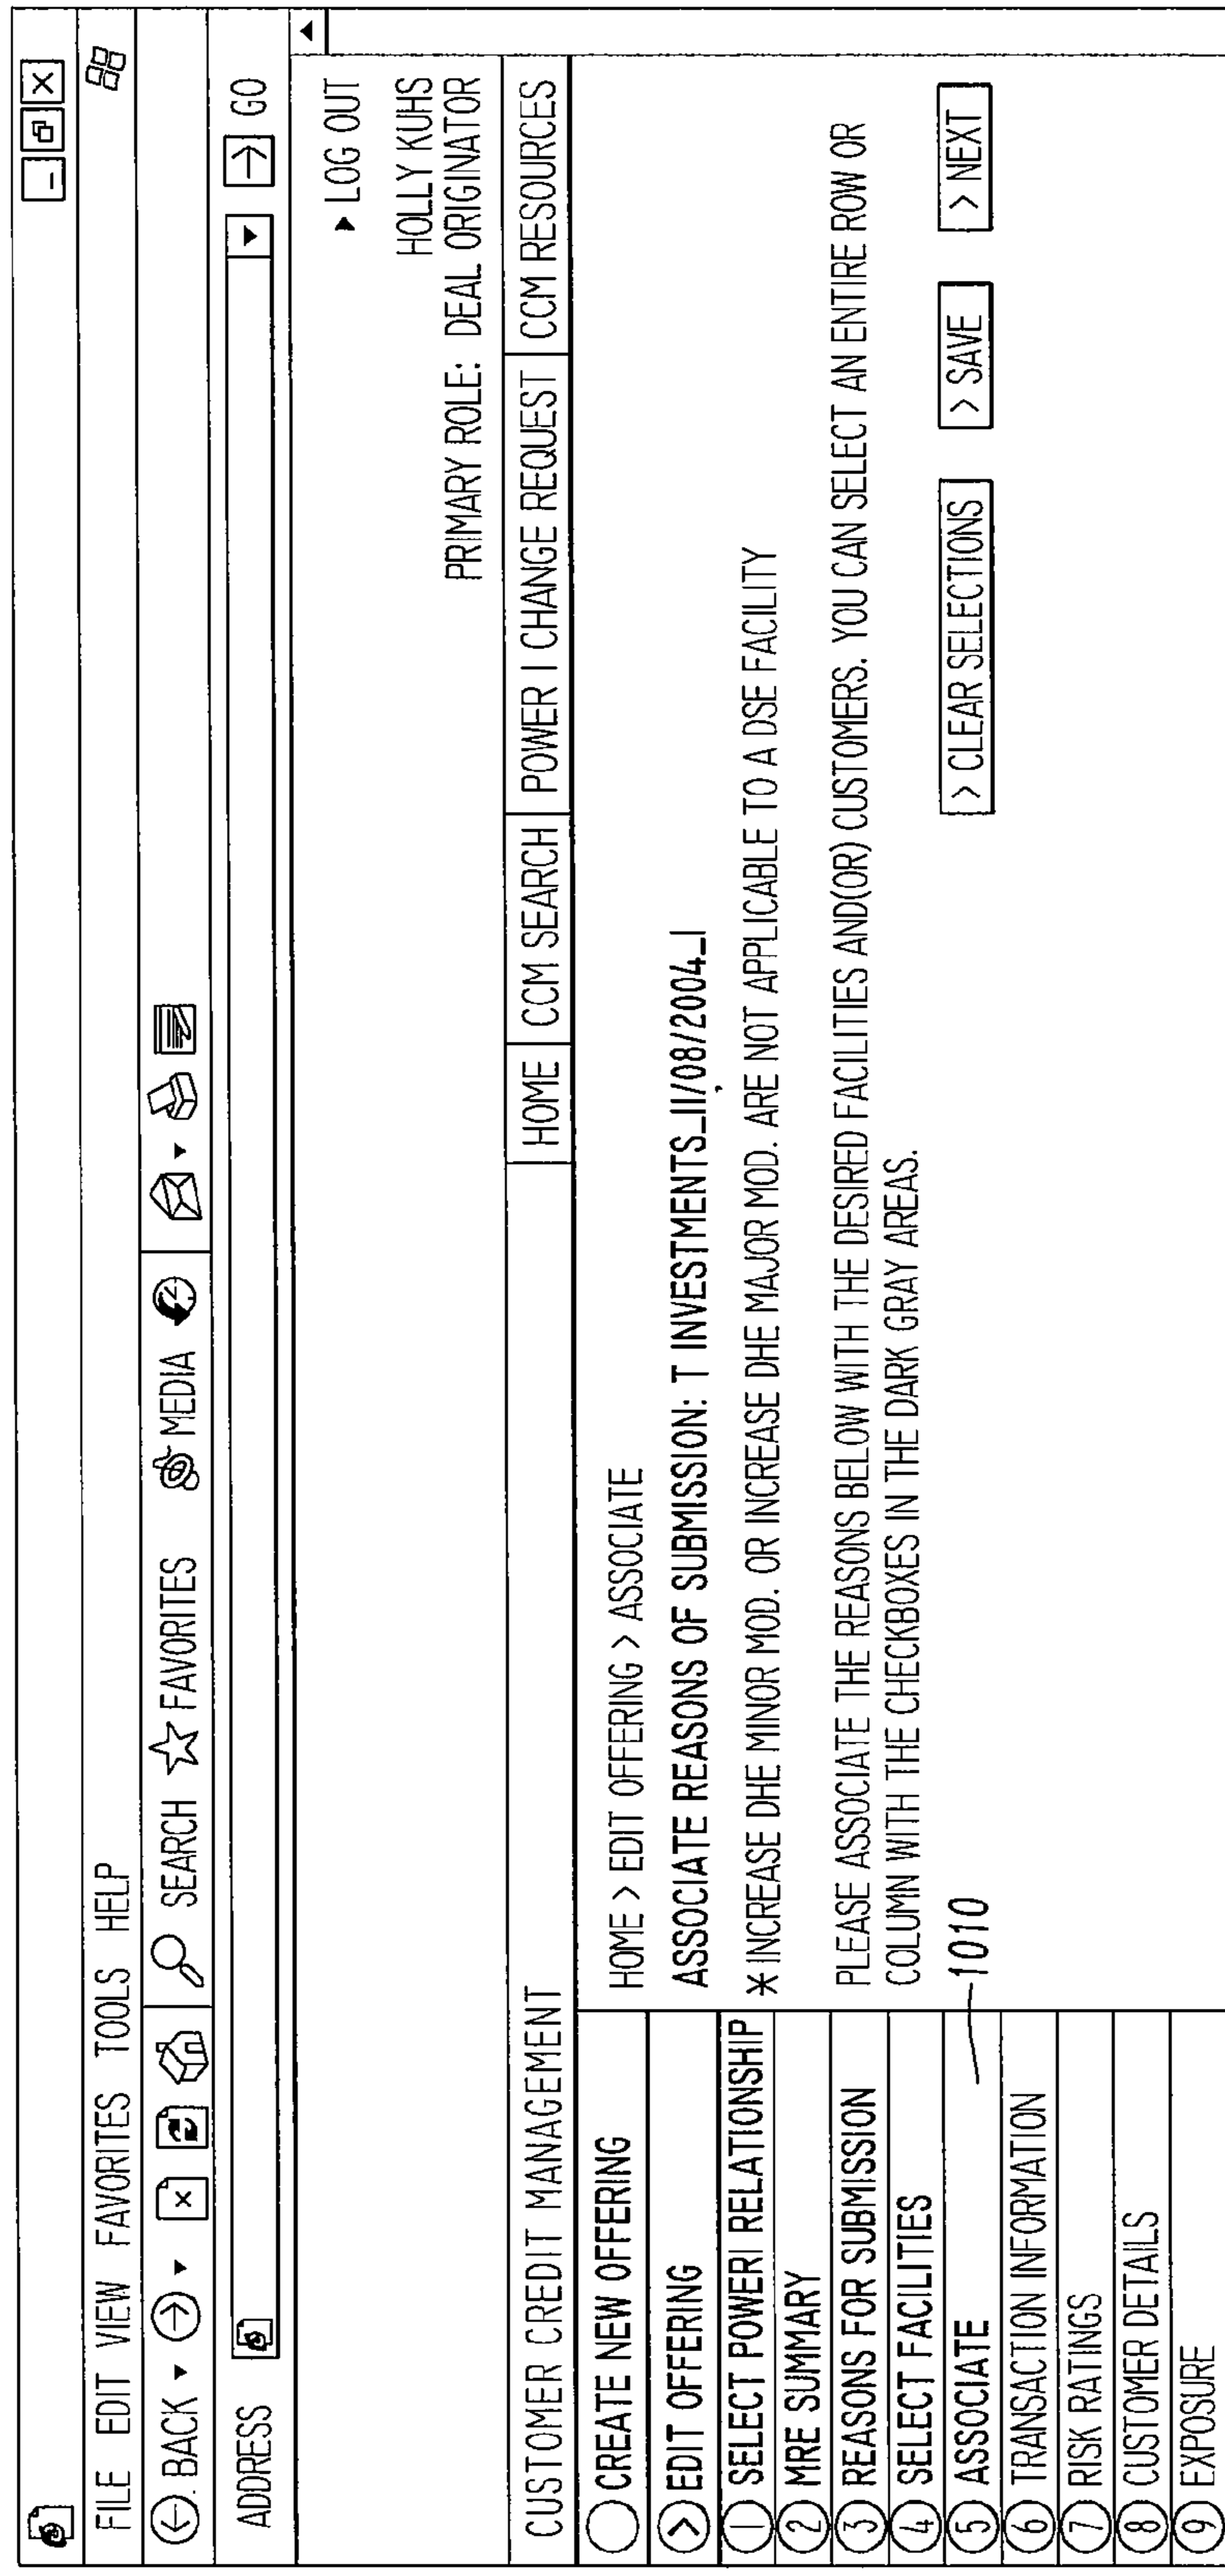 FILE EDIT VIEW FAVORITES TOOLS HELP
BACK SEARCH FAVORITES MEDIA
ADDRESS GO
LOG OUT
HOLLY KUHS
PRIMARY ROLE: DEAL ORIGINATOR
CUSTOMER CREDIT MANAGEMENT HOME CCM SEARCH POWER I CHANGE REQUEST CCM RESOURCES
CREATE NEW OFFERING
> EDIT OFFERING
1 SELECT POWERI RELATIONSHIP
2 MRE SUMMARY
3 REASONS FOR SUBMISSION
4 SELECT FACILITIES
5 ASSOCIATE
6 TRANSACTION INFORMATION
7 RISK RATINGS
8 CUSTOMER DETAILS
9 EXPOSURE
1010
HOME > EDIT OFFERING > ASSOCIATE
ASSOCIATE REASONS OF SUBMISSION: T INVESTMENTS_11/08/2004_1
* INCREASE DHE MINOR MOD. OR INCREASE DHE MAJOR MOD. ARE NOT APPLICABLE TO A DSE FACILITY
PLEASE ASSOCIATE THE REASONS BELOW WITH THE DESIRED FACILITIES AND(OR) CUSTOMERS. YOU CAN SELECT AN ENTIRE ROW OR
COLUMN WITH THE CHECKBOXES IN THE DARK GRAY AREAS.
> CLEAR SELECTIONS > SAVE > NEXT